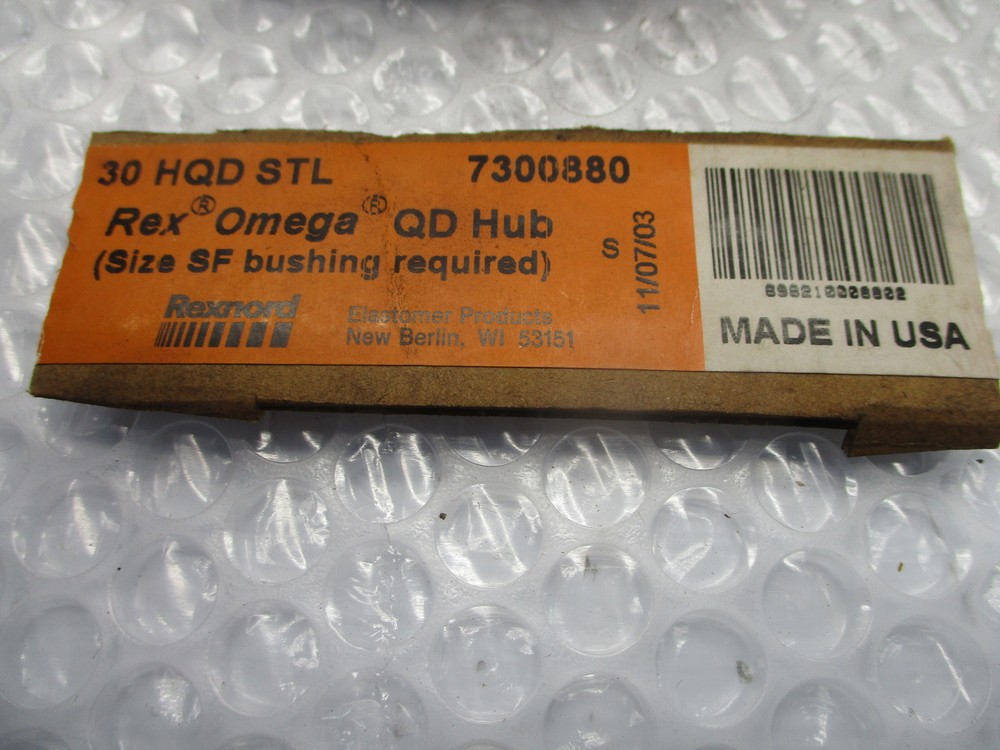 30 HQD STL 7300880
Rex® Omega® QD Hub
(Size SF bushing required)
S
11/07/03
Rexnord
Elastomer Products
New Berlin, WI 53151
MADE IN USA